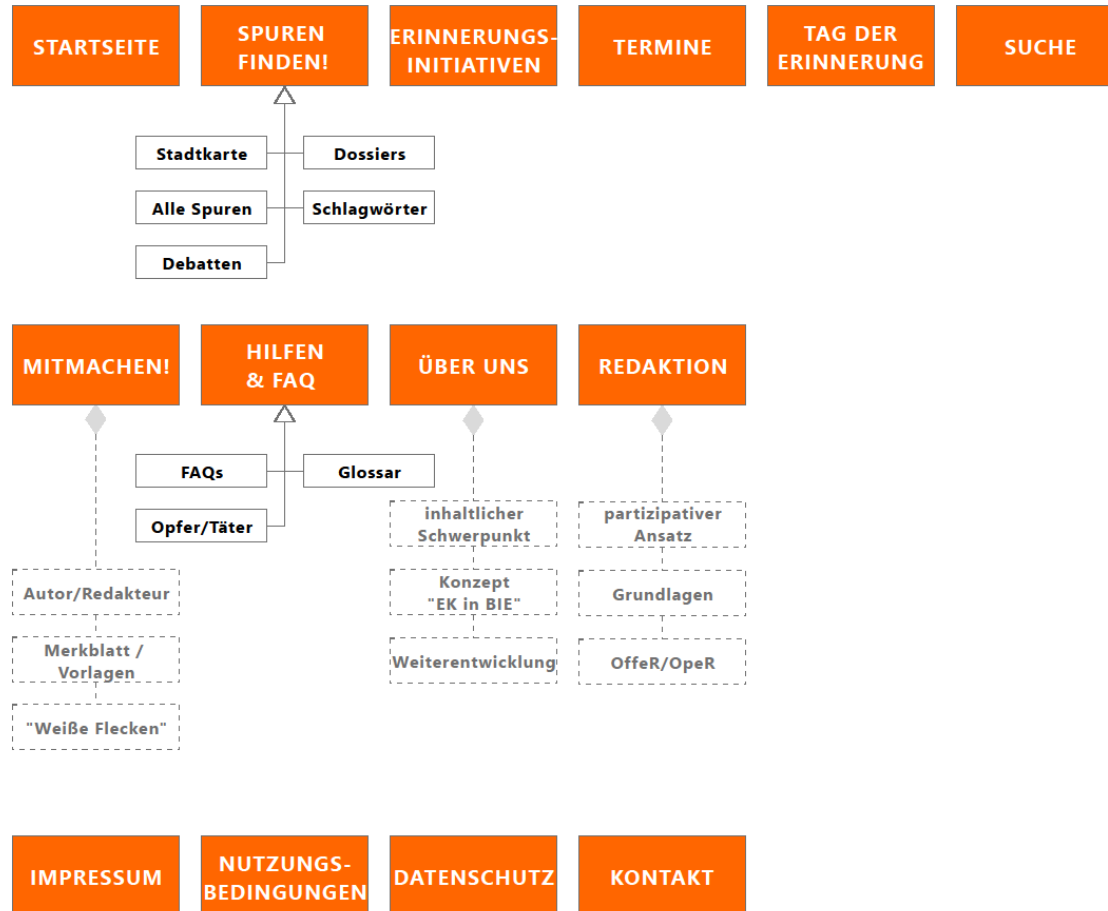 STARTSEITE
SPUREN
FINDEN!
ERINNERUNGS-
INITIATIVEN
TERMINE
TAG DER
ERINNERUNG
SUCHE
Stadtkarte
Dossiers
Alle Spuren
Schlagwörter
Debatten
MITMACHEN!
HILFEN
& FAQ
ÜBER UNS
REDAKTION
FAQs
Glossar
Opfer/Täter
inhaltlicher
Schwerpunkt
partizipativer
Ansatz
Autor/Redakteur
Konzept
"EK in BIE"
Grundlagen
Merkblatt /
Vorlagen
Weiterentwicklung
OffeR/OpeR
"Weiße Flecken"
IMPRESSUM
NUTZUNGS-
BEDINGUNGEN
DATENSCHUTZ
KONTAKT